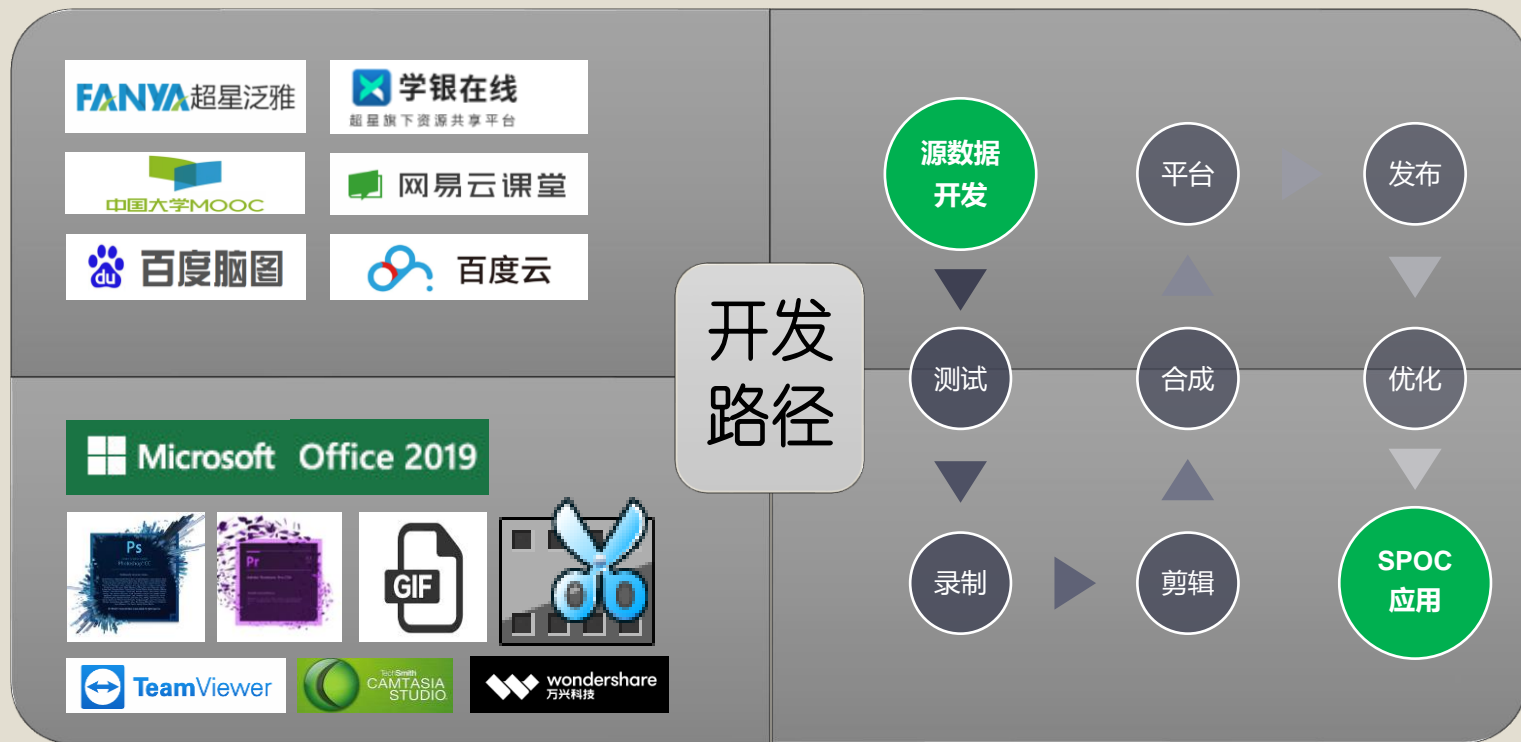 FANYA超星泛雅
学银在线
超星旗下资源共享平台
中国大学MOOC
网易云课堂
du 百度脑图
百度云
Microsoft Office 2019
Ps
Photoshop CC
Pr
GIF
TeamViewer
TechSmith
CAMTASIA
STUDIO
wondershare
万兴科技
开发
路径
源数据
开发
测试
录制
剪辑
合成
平台
发布
优化
SPOC
应用